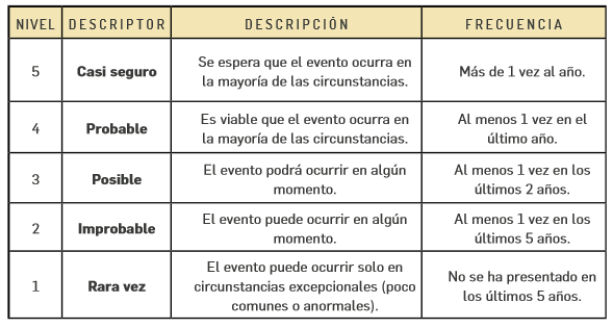 NIVEL DESCRIPTOR DESCRIPCIÓN FRECUENCIA
5 Casi seguro Se espera que el evento ocurra en la mayoría de las circunstancias. Más de 1 vez al año.
4 Probable Es viable que el evento ocurra en la mayoría de las circunstancias. Al menos 1 vez en el último año.
3 Posible El evento podrá ocurrir en algún momento. Al menos 1 vez en los últimos 2 años.
2 Improbable El evento puede ocurrir en algún momento. Al menos 1 vez en los últimos 5 años.
1 Rara vez El evento puede ocurrir solo en circunstancias excepcionales (poco comunes o anormales). No se ha presentado en los últimos 5 años.